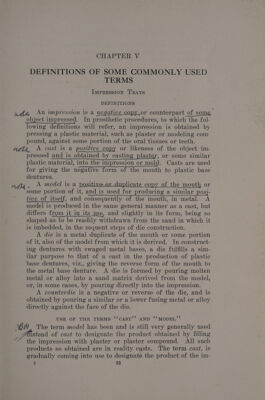 CHAPTER V
DEFINITIONS OF SOME COMMONLY USED
TERMS
IMPRESSION TRAYS
DEFINITIONS
An impression is a negative copy or counterpart of some
object impressed. In prosthetic procedures, to which the fol-
lowing definitions will refer, an impression is obtained by
pressing a plastic material, such as plaster or modeling com-
pound, against some portion of the oral tissues or teeth.
A cast is a positive copy or likeness of the object im-
pressed and is obtained by casting plaster, or some similar
plastic material, into the impression or mold. Casts are used
for giving the negative form of the mouth to plastic base
dentures.
A model is a positive or duplicate copy of the mouth or
some portion of it, and is used for producing a similar posi-
tive of itself, and consequently of the mouth, in metal. A
model is produced in the same general manner as a cast, but
differs from it in its use, and slightly in its form, being so
shaped as to be readily withdrawn from the sand in which it
is imbedded, in the sequent steps of die construction.
A die is a metal duplicate of the mouth or some portion
of it, also of the model from which it is derived. In construct-
ing dentures with swaged metal bases, a die fulfills a simi-
lar purpose to that of a cast in the production of plastic
base dentures, viz., giving the reverse form of the mouth to
the metal base denture. A die is formed by pouring molten
metal or alloy into a sand matrix derived from the model,
or, in some cases, by pouring directly into the impression.
A counterdie is a negative or reverse of the die, and is
obtained by pouring a similar or a lower fusing metal or alloy
directly against the face of the die.
USE OF THE TERMS "CAST" AND "MODEL"
The term model has been and is still very generally used
instead of cast to designate the product obtained by filling
the impression with plaster or plaster compound. All such
products so obtained are in reality casts. The term cast, is
gradually coming into use to designate the product of the im-